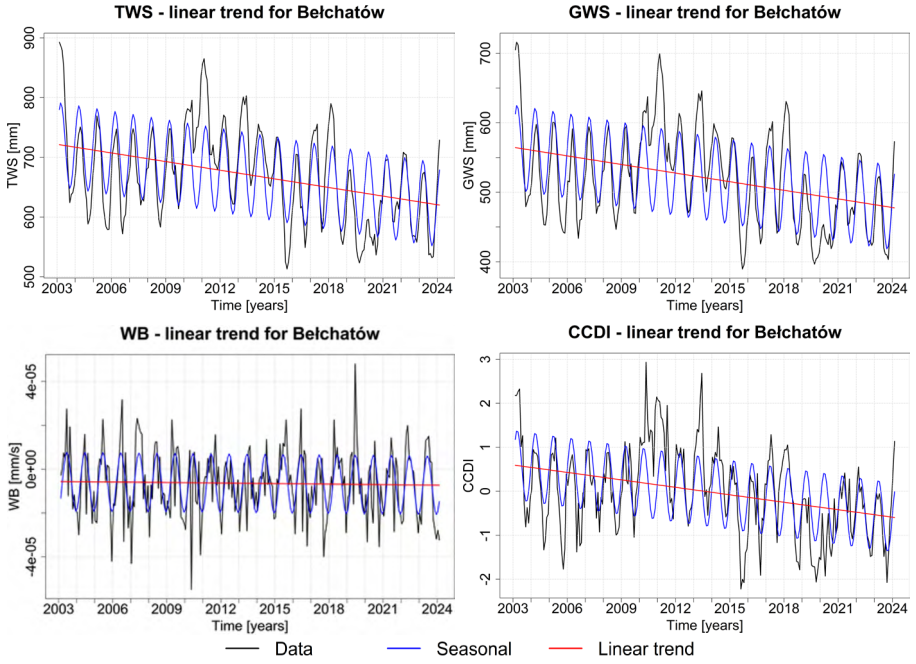 TWS - linear trend for Bełchatów
TWS [mm]
900
800
700
600
500
2003 2006 2009 2012 2015 2018 2021 2024
Time [years]
GWS - linear trend for Bełchatów
GWS [mm]
700
600
500
400
2003 2006 2009 2012 2015 2018 2021 2024
Time [years]
WB - linear trend for Bełchatów
WB [mm/s]
4e-05
0e+00
-4e-05
2003 2006 2009 2012 2015 2018 2021 2024
Time [years]
CCDI - linear trend for Bełchatów
CCDI
3
2
1
0
-1
-2
2003 2006 2009 2012 2015 2018 2021 2024
Time [years]
Data Seasonal Linear trend